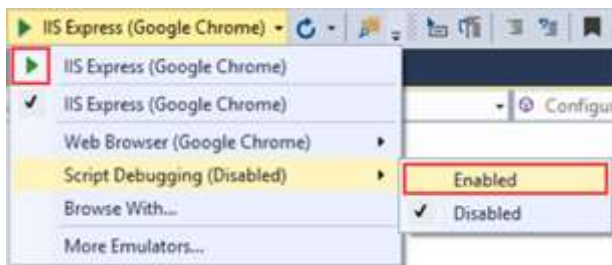 IIS Express (Google Chrome)
IIS Express (Google Chrome)
IIS Express (Google Chrome)
Configu
Web Browser (Google Chrome)
Script Debugging (Disabled)
Enabled
Browse With...
Disabled
More Emulators...